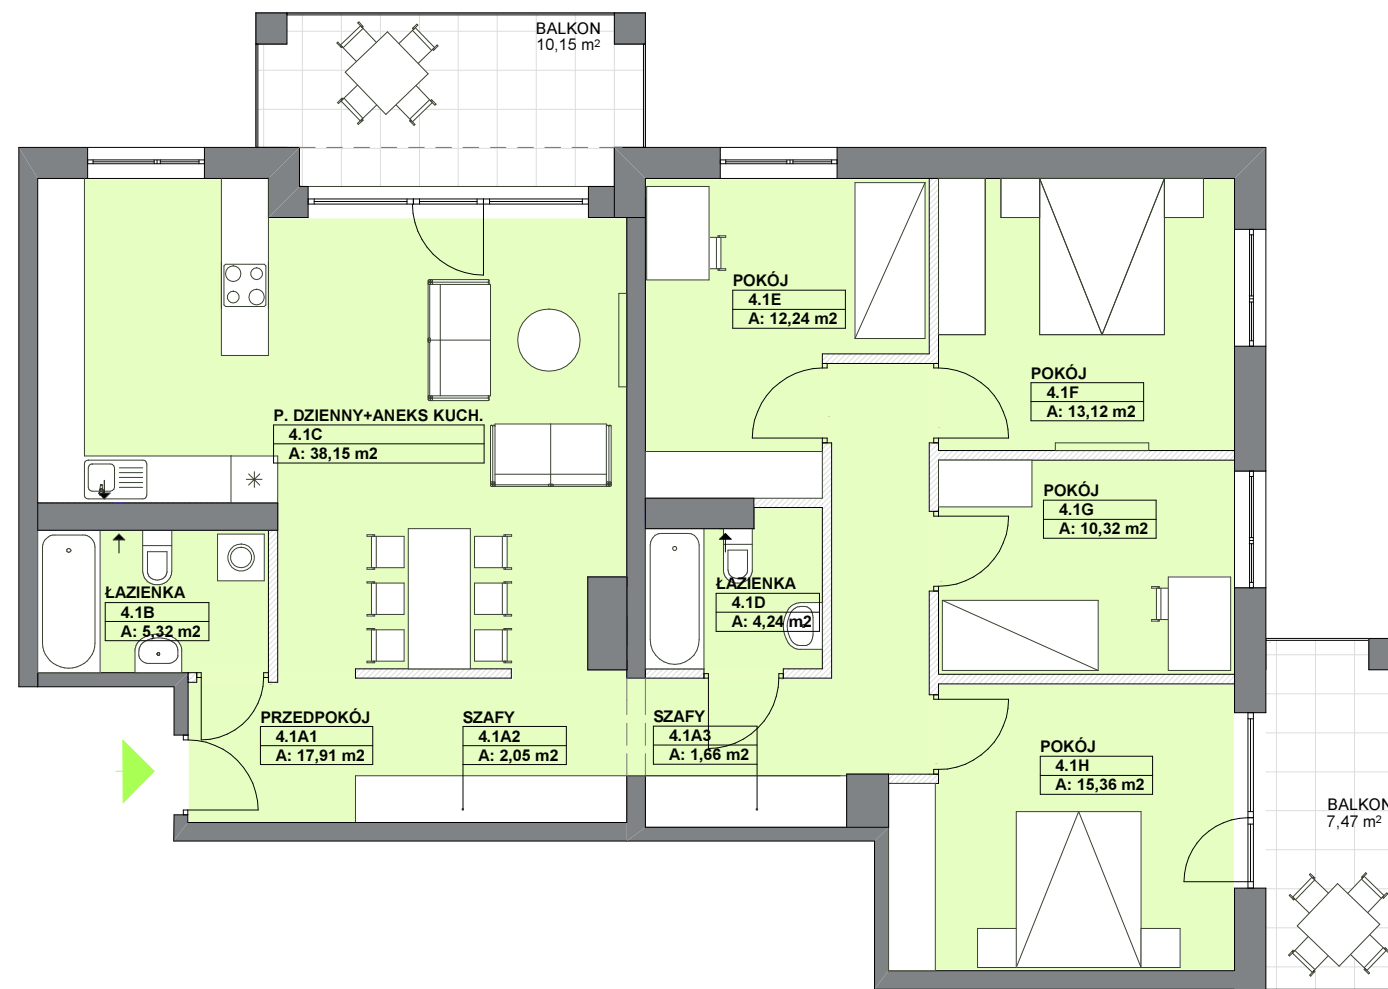 BALKON
10,15 m²
POKÓJ
4.1E
A: 12,24 m2
POKÓJ
4.1F
A: 13,12 m2
P. DZIENNY+ANEKS KUCH.
4.1C
A: 38,15 m2
POKÓJ
4.1G
A: 10,32 m2
ŁAZIENKA
4.1B
A: 5,32 m2
ŁAZIENKA
4.1D
A: 4,24 m2
PRZEDPOKÓJ
4.1A1
A: 17,91 m2
SZAFY
4.1A2
A: 2,05 m2
SZAFY
4.1A3
A: 1,66 m2
POKÓJ
4.1H
A: 15,36 m2
BALKON
7,47 m²